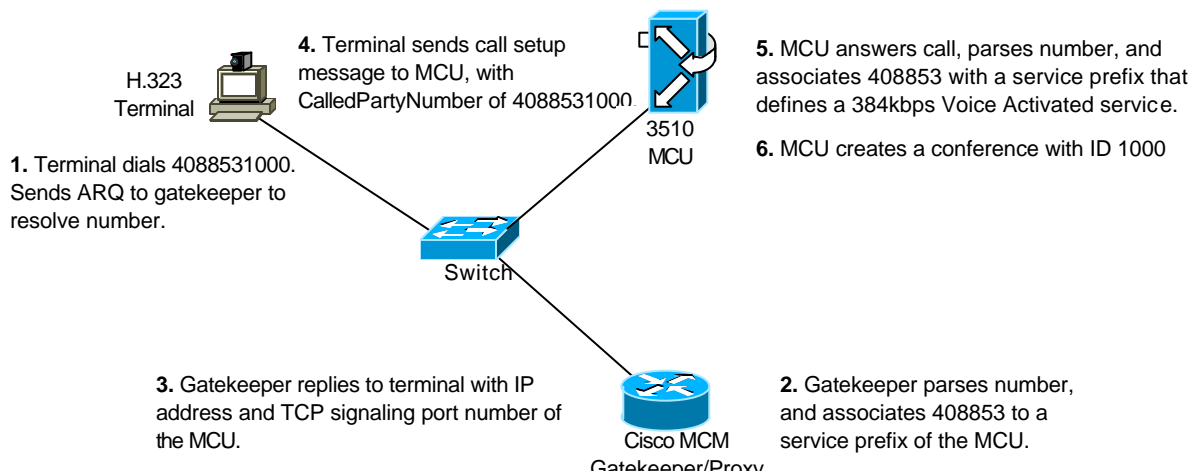 4. Terminal sends call setup
message to MCU, with
CalledPartyNumber of 4088531000.
H.323
Terminal
5. MCU answers call, parses number, and
associates 408853 with a service prefix that
defines a 384kbps Voice Activated service.
3510
MCU
6. MCU creates a conference with ID 1000
1. Terminal dials 4088531000.
Sends ARQ to gatekeeper to
resolve number.
Switch
3. Gatekeeper replies to terminal with IP
address and TCP signaling port number of
the MCU.
2. Gatekeeper parses number,
and associates 408853 to a
service prefix of the MCU.
Cisco MCM
Gatekeeper/Proxy